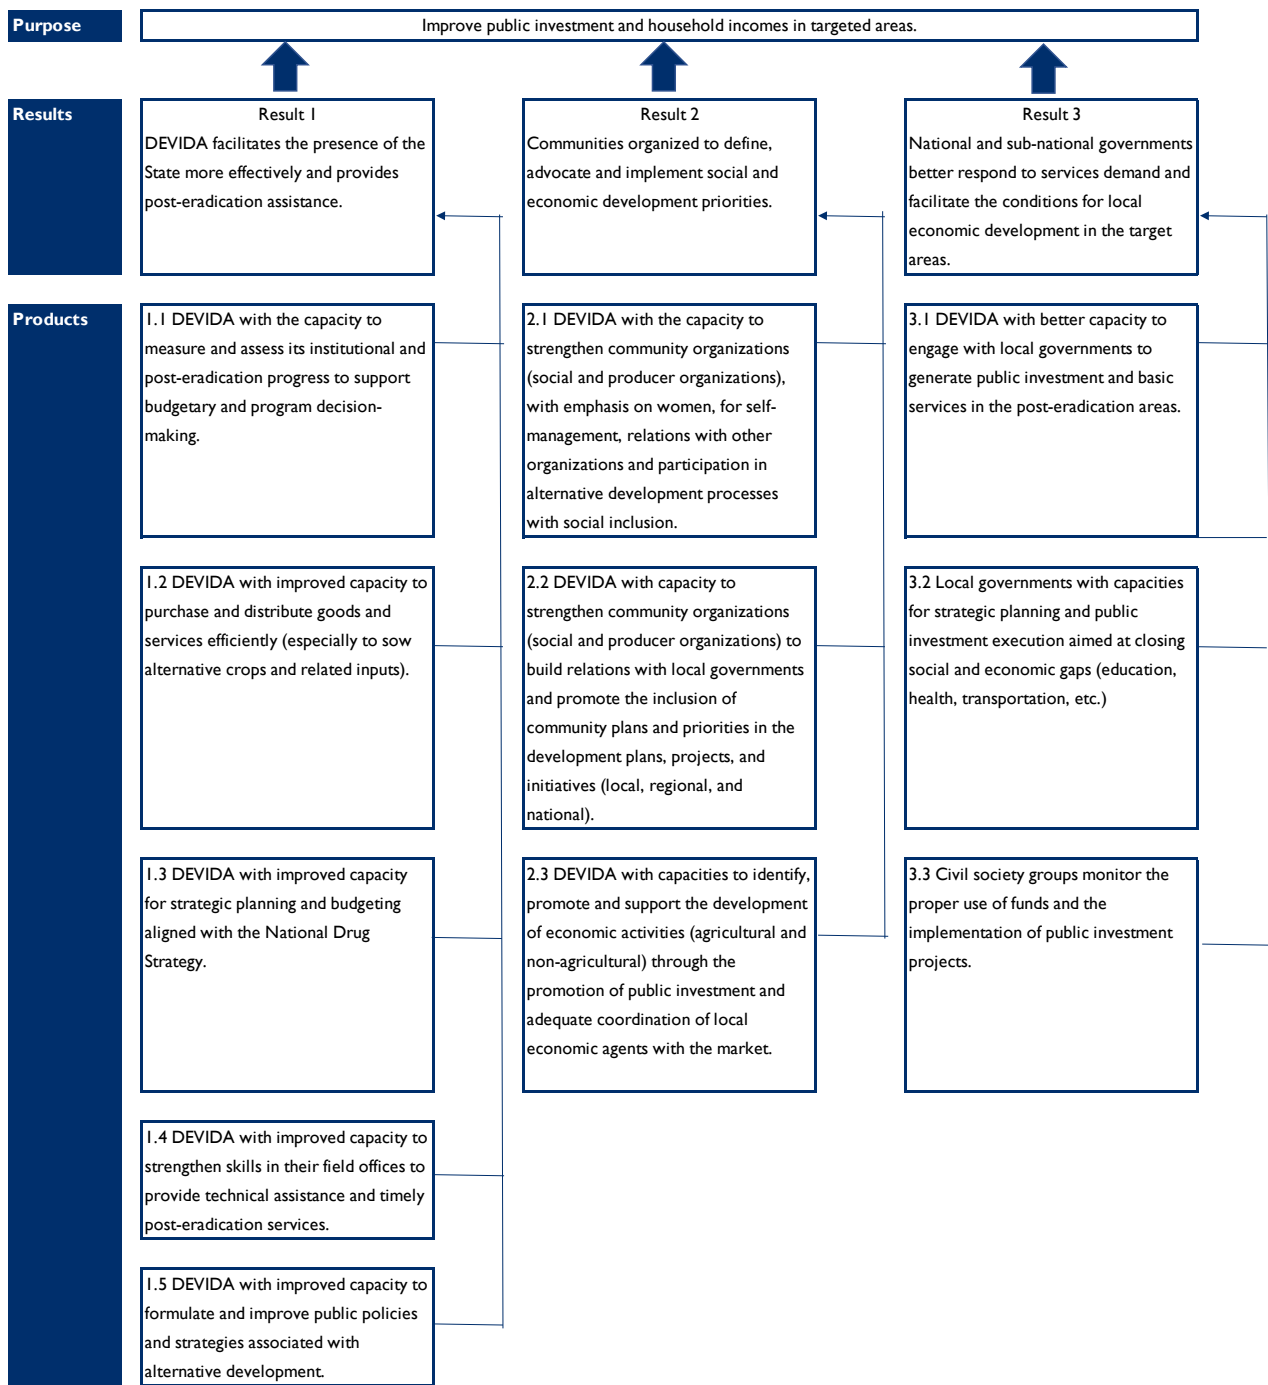 Purpose
Improve public investment and household incomes in targeted areas.
Results
Result 1
DEVIDA facilitates the presence of the
State more effectively and provides
post-eradication assistance.
Result 2
Communities organized to define,
advocate and implement social and
economic development priorities.
Result 3
National and sub-national governments
better respond to services demand and
facilitate the conditions for local
economic development in the target
areas.
Products
1.1 DEVIDA with the capacity to
measure and assess its institutional and
post-eradication progress to support
budgetary and program decision-
making.
2.1 DEVIDA with the capacity to
strengthen community organizations
(social and producer organizations),
with emphasis on women, for self-
management, relations with other
organizations and participation in
alternative development processes
with social inclusion.
3.1 DEVIDA with better capacity to
engage with local governments to
generate public investment and basic
services in the post-eradication areas.
1.2 DEVIDA with improved capacity to
purchase and distribute goods and
services efficiently (especially to sow
alternative crops and related inputs).
2.2 DEVIDA with capacity to
strengthen community organizations
(social and producer organizations) to
build relations with local governments
and promote the inclusion of
community plans and priorities in the
development plans, projects, and
initiatives (local, regional, and
national).
3.2 Local governments with capacities
for strategic planning and public
investment execution aimed at closing
social and economic gaps (education,
health, transportation, etc.)
1.3 DEVIDA with improved capacity
for strategic planning and budgeting
aligned with the National Drug
Strategy.
2.3 DEVIDA with capacities to identify,
promote and support the development
of economic activities (agricultural and
non-agricultural) through the
promotion of public investment and
adequate coordination of local
economic agents with the market.
3.3 Civil society groups monitor the
proper use of funds and the
implementation of public investment
projects.
1.4 DEVIDA with improved capacity to
strengthen skills in their field offices to
provide technical assistance and timely
post-eradication services.
1.5 DEVIDA with improved capacity to
formulate and improve public policies
and strategies associated with
alternative development.